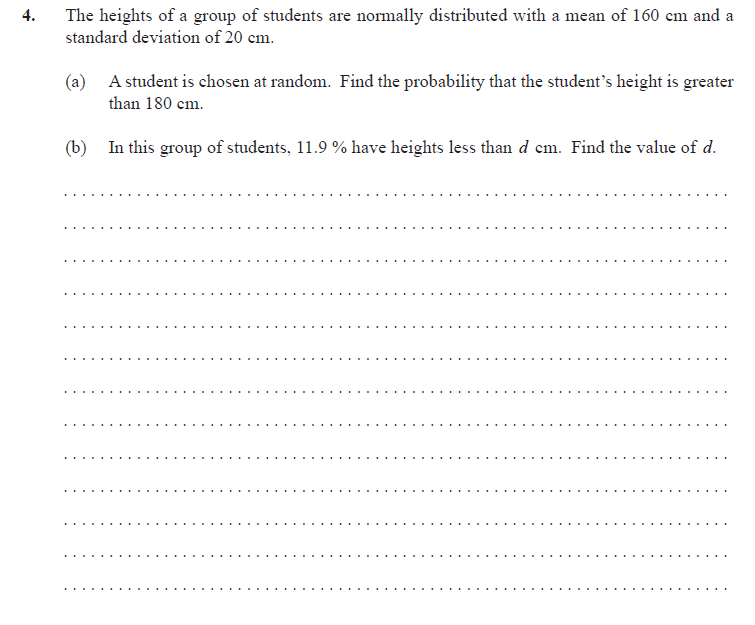 4. The heights of a group of students are normally distributed with a mean of 160 cm and a
standard deviation of 20 cm.
(a) A student is chosen at random. Find the probability that the student's height is greater
than 180 cm.
(b) In this group of students, 11.9 % have heights less than d cm. Find the value of d.